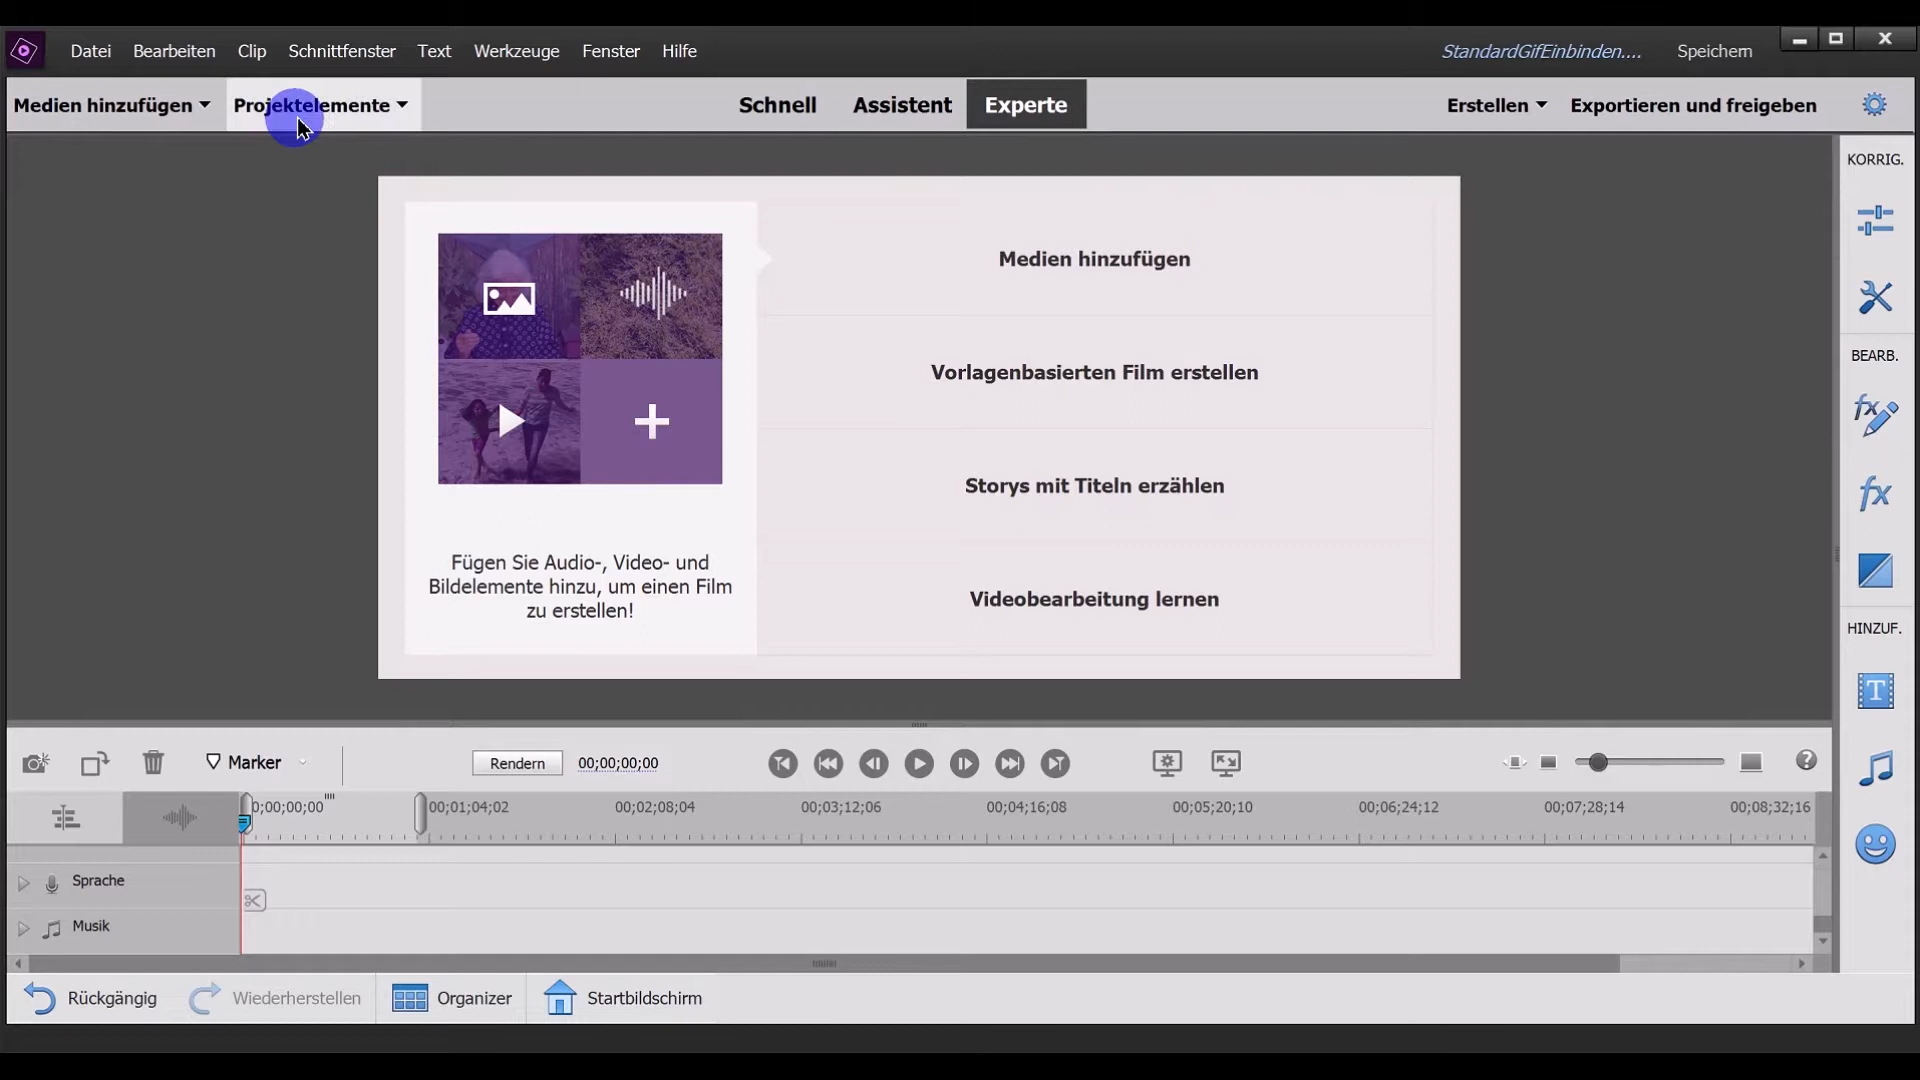 Datei Bearbeiten Clip Schnittfenster Text Werkzeuge Fenster Hilfe StandardGifEinbinden.... Speichern
Medien hinzufügen Projektelemente Schnell Assistent Experte Erstellen Exportieren und freigeben
KORRIG.
Medien hinzufügen
Vorlagenbasierten Film erstellen
Storys mit Titeln erzählen
Videobearbeitung lernen
Fügen Sie Audio-, Video- und
Bildelemente hinzu, um einen Film
zu erstellen!
BEARB.
fx
fx
HINZUF.
T
Marker Rendern 00;00;00;00
0;00;00;00 00;01;04;02 00;02;08;04 00;03;12;06 00;04;16;08 00;05;20;10 00;06;24;12 00;07;28;14 00;08;32;16
Sprache
Musik
Rückgängig Wiederherstellen Organizer Startbildschirm